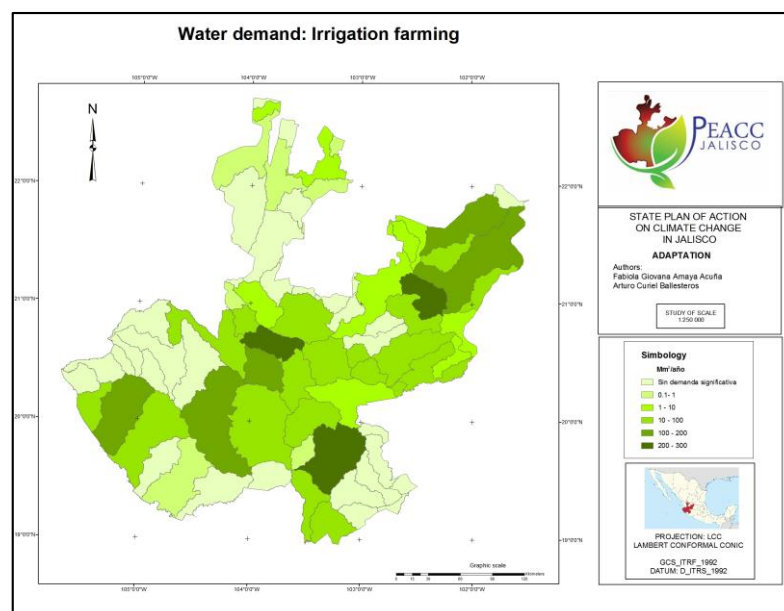 Water demand: Irrigation farming
105°0'0"W 104°0'0"W 103°0'0"W 102°0'0"W
N
22°0'0"N 22°0'0"N
21°0'0"N 21°0'0"N
20°0'0"N 20°0'0"N
19°0'0"N 19°0'0"N
Graphic scale
105°0'0"W 104°0'0"W 103°0'0"W 102°0'0"W
PEACC
JALISCO
STATE PLAN OF ACTION
ON CLIMATE CHANGE
IN JALISCO
ADAPTATION
Authors:
Fabiola Giovana Amaya Acuña
Arturo Curiel Ballesteros
STUDY OF SCALE
1:250 000
Simbology
Mm³/año
Sin demanda significativa
0.1- 1
1 - 10
10 - 100
100 - 200
200 - 300
PROJECTION: LCC
LAMBERT CONFORMAL CONIC
GCS_ITRF_1992
DATUM: D_ITRS_1992